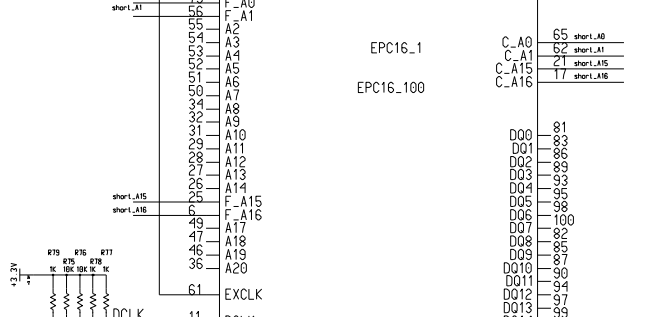 F_A0
short_A1 56 F_A1
55 A2
54 A3
53 A4
52 A5
51 A6
50 A7
34 A8
32 A9
31 A10
29 A11
28 A12
27 A13
26 A14
short_A15 25 F_A15
short_A16 6 F_A16
49 A17
47 A18
46 A19
36 A20
61 EXCLK
DCLK 11
EPC16_1
EPC16_100
C_A0 65 short_A0
C_A1 62 short_A1
C_A15 21 short_A15
C_A16 17 short_A16
DQ0 81
DQ1 83
DQ2 86
DQ3 89
DQ4 93
DQ5 95
DQ6 98
DQ7 100
DQ8 82
DQ9 85
DQ10 87
DQ11 90
DQ12 94
DQ13 97
99
R79 R76 R77
R75 R78
1K 10K 10K 1K 1K
+3.3V